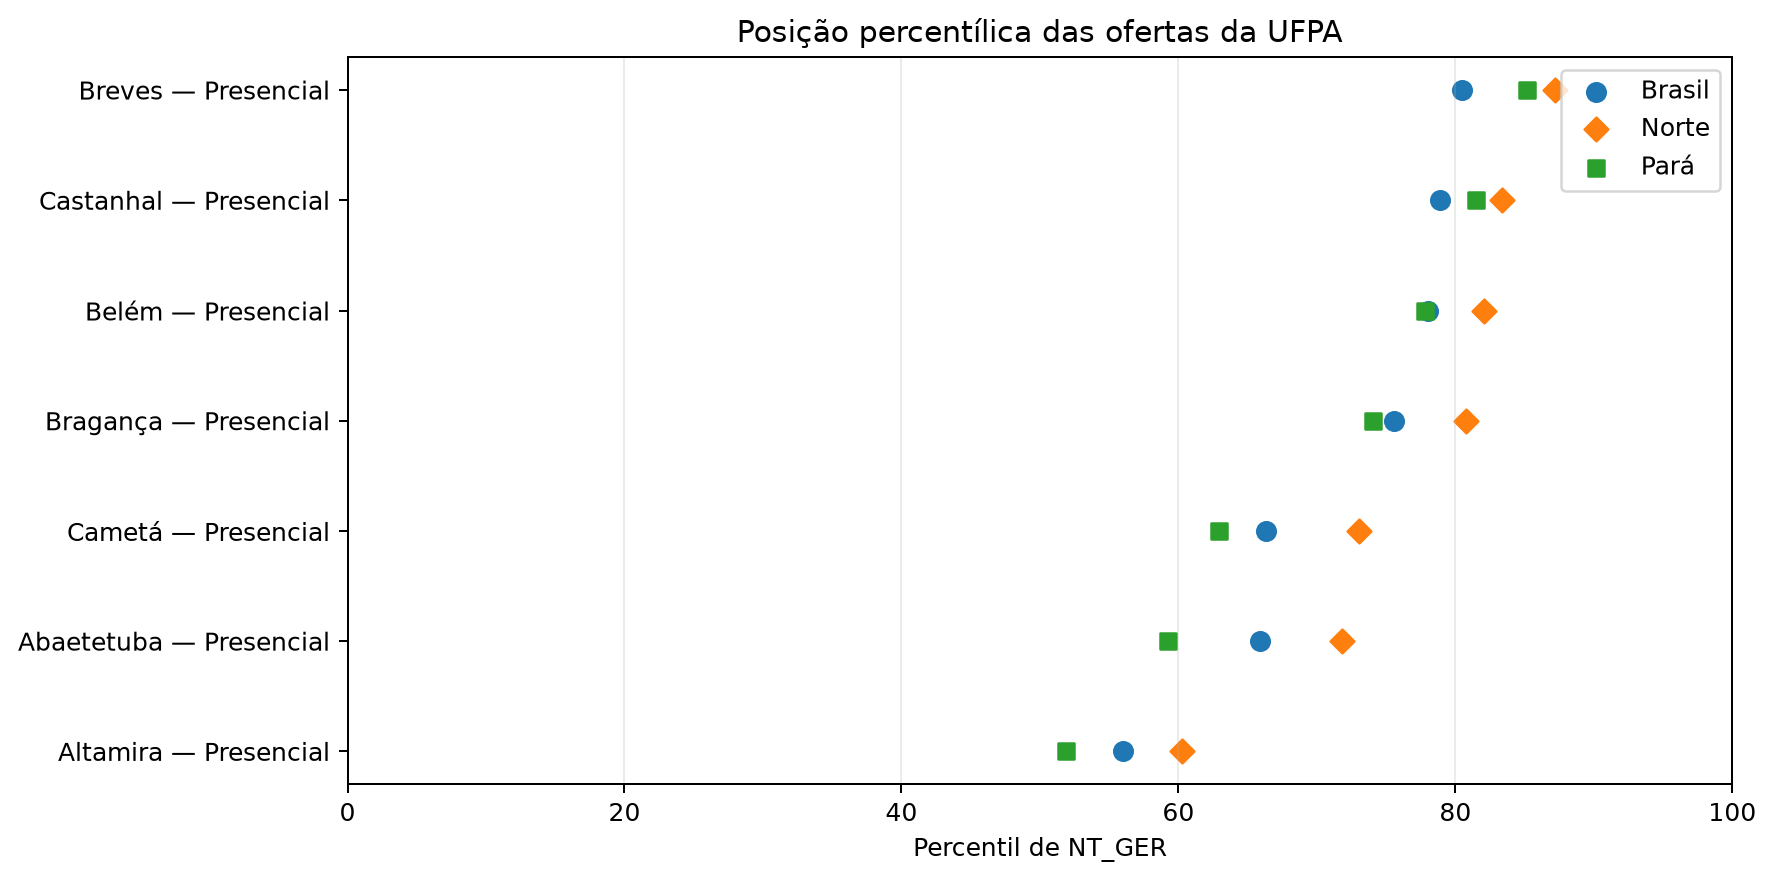 Posição percentílica das ofertas da UFPA
Breves — Presencial
Castanhal — Presencial
Belém — Presencial
Bragança — Presencial
Cametá — Presencial
Abaetetuba — Presencial
Altamira — Presencial
Brasil
Norte
Pará
0 20 40 60 80 100
Percentil de NT_GER